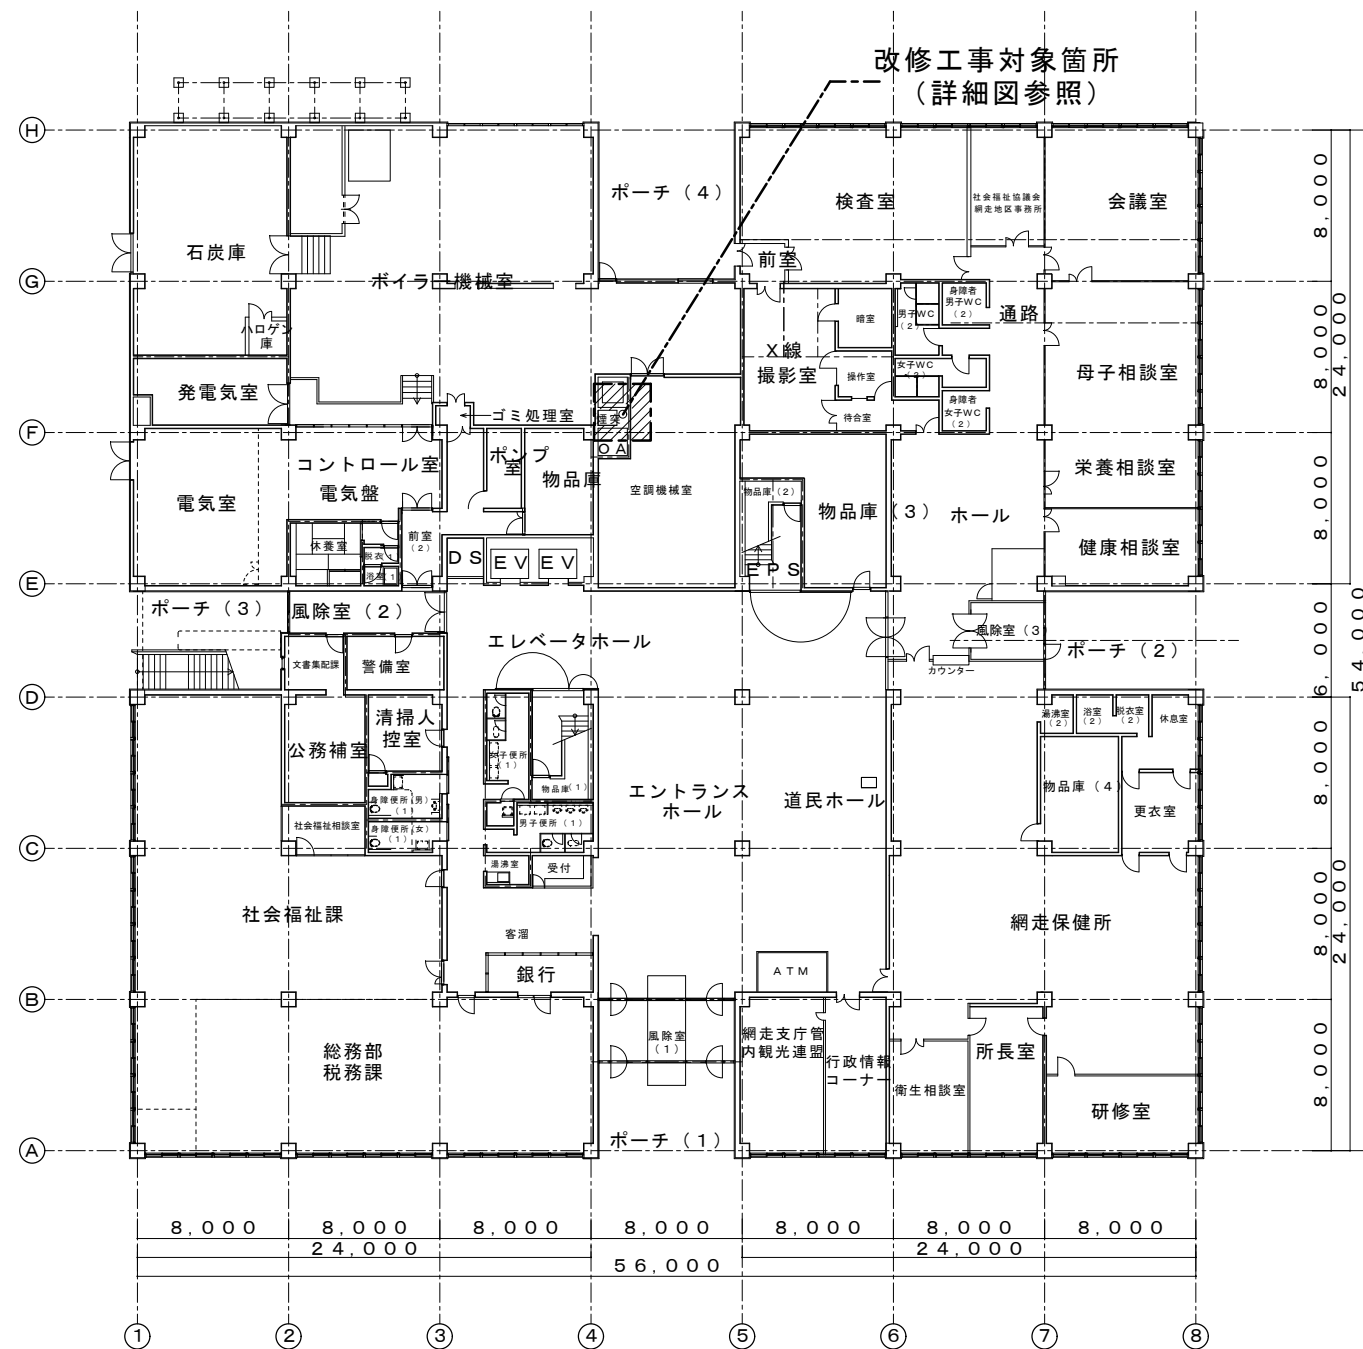 改修工事対象箇所
（詳細図参照）
Ⓗ
ポーチ（４）
検査室
社会福祉協議会
網走地区事務所
会議室
8,000
石炭庫
前室
Ⓖ
ボイラー機械室
身障者
男子WC
（２）
男子WC
（２）
通路
ハロゲン
庫
暗室
X線
撮影室
操作室
女子WC
（２）
母子相談室
8,000
24,000
発電気室
ゴミ処理室
煙突
待合室
身障者
女子WC
（２）
Ⓕ
OA
ポンプ
室
コントロール室
電気盤
物品庫
空調機械室
物品庫（２）
物品庫（３）
ホール
栄養相談室
8,000
電気室
休養室
脱衣1
浴室1
前室
（２）
DS
EV
EV
EPS
健康相談室
Ⓔ
ポーチ（３）
風除室（２）
エレベータホール
風除室（３）
ポーチ（２）
カウンター
6,000
54,000
文書集配課
警備室
Ⓓ
公務補室
清掃人
控室
女子便所
（１）
物品庫（１）
湯沸室
（２）
浴室
（２）
脱衣室
（２）
休息室
エントランス
ホール
道民ホール
物品庫（４）
更衣室
8,000
身障便所（男）
（１）
社会福祉相談室
身障便所（女）
（１）
男子便所（１）
Ⓒ
湯沸室
受付
社会福祉課
客溜
網走保健所
8,000
24,000
銀行
ATM
Ⓑ
総務部
税務課
風除室
（１）
網走支庁管
内観光連盟
行政情報
コーナー
衛生相談室
所長室
研修室
8,000
Ⓐ
ポーチ（１）
8,000
8,000
8,000
8,000
8,000
8,000
8,000
24,000
24,000
56,000
①
②
③
④
⑤
⑥
⑦
⑧